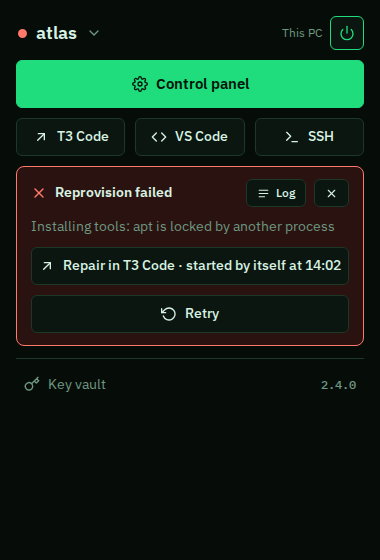 atlas
This PC
Control panel
T3 Code
VS Code
SSH
Reprovision failed
Log
Installing tools: apt is locked by another process
Repair in T3 Code · started by itself at 14:02
Retry
Key vault
2.4.0